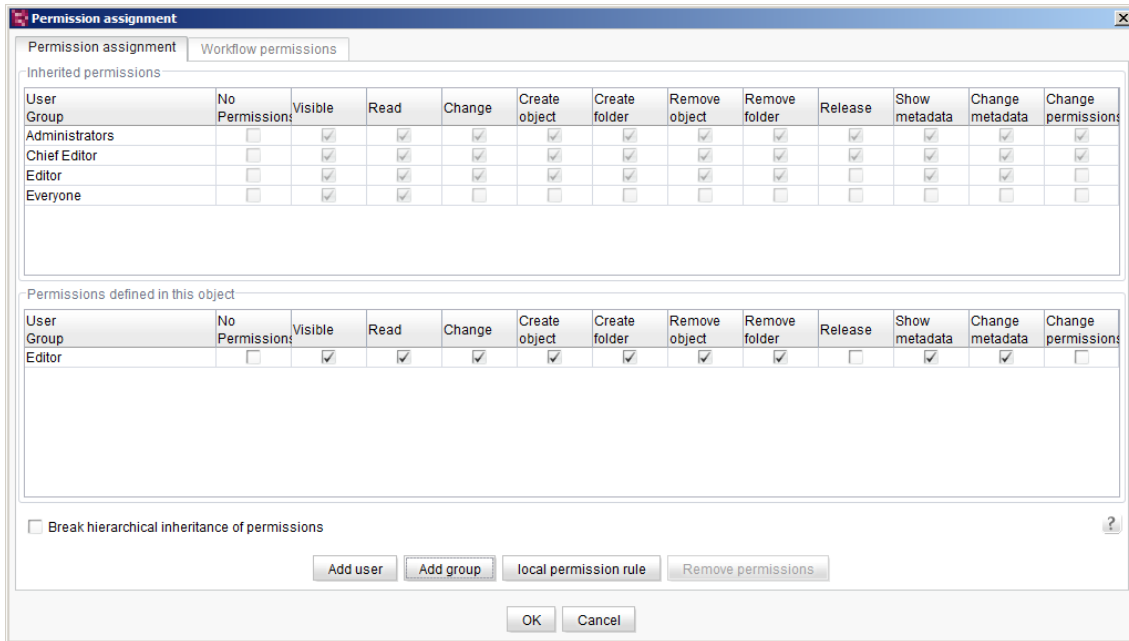 Permission assignment
Permission assignment Workflow permissions
Inherited permissions
User Group No Permissions Visible Read Change Create object Create folder Remove object Remove folder Release Show metadata Change metadata Change permissions
Administrators
Chief Editor
Editor
Everyone
Permissions defined in this object
User Group No Permissions Visible Read Change Create object Create folder Remove object Remove folder Release Show metadata Change metadata Change permissions
Editor
Break hierarchical inheritance of permissions ?
Add user Add group local permission rule Remove permissions
OK Cancel